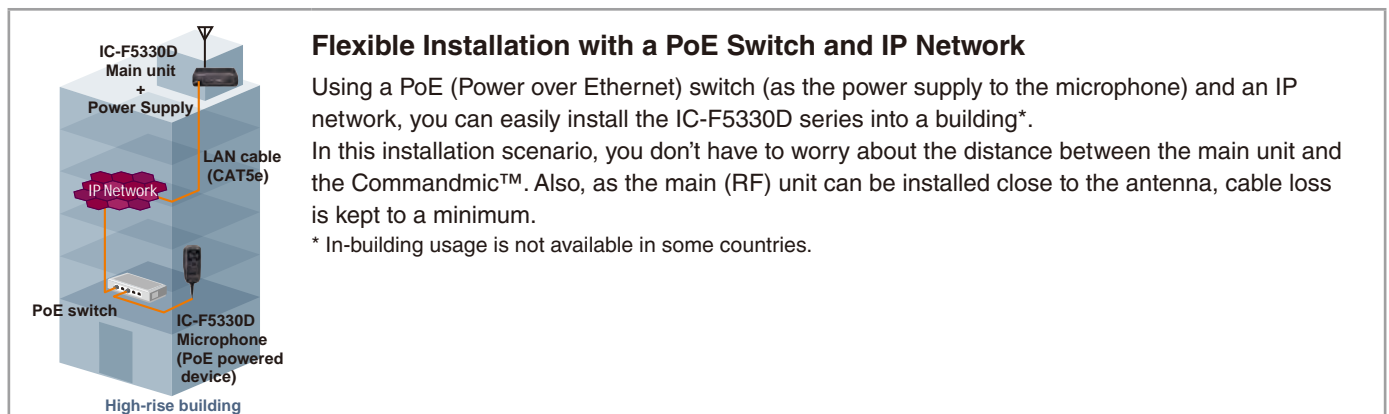 IC-F5330D
Main unit
+
Power Supply
LAN cable
(CAT5e)
IP Network
PoE switch
IC-F5330D
Microphone
(PoE powered
device)
High-rise building
Flexible Installation with a PoE Switch and IP Network
Using a PoE (Power over Ethernet) switch (as the power supply to the microphone) and an IP
network, you can easily install the IC-F5330D series into a building*.
In this installation scenario, you don’t have to worry about the distance between the main unit and
the Commandmic™. Also, as the main (RF) unit can be installed close to the antenna, cable loss
is kept to a minimum.
* In-building usage is not available in some countries.